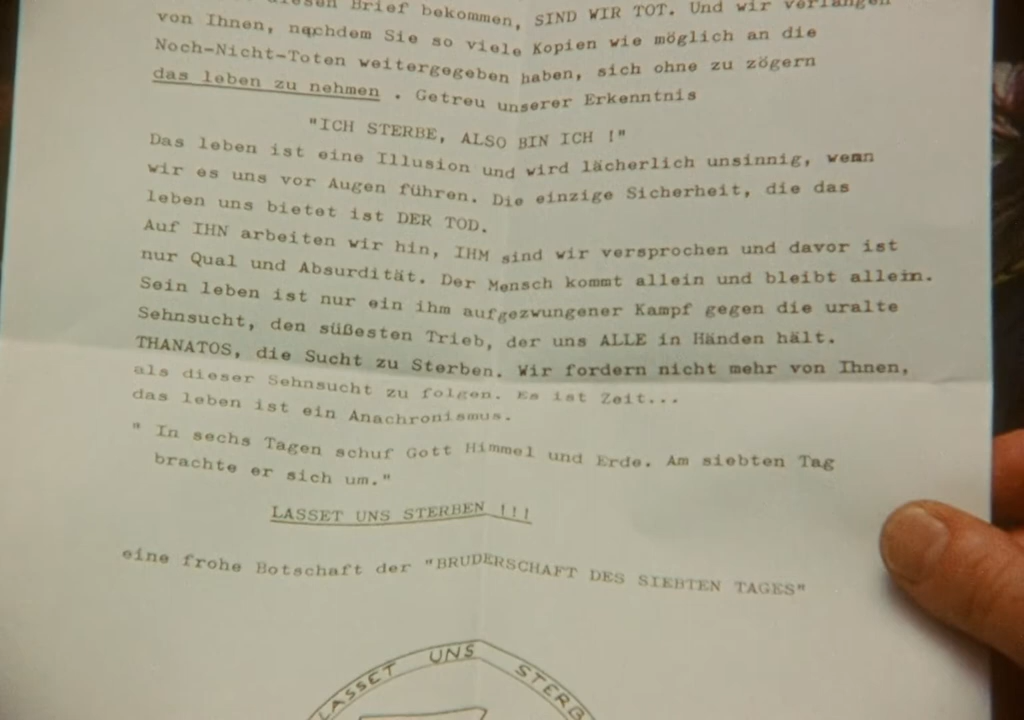 diesen Brief bekommen, SIND WIR TOT. Und wir verlangen
von Ihnen, nachdem Sie so viele Kopien wie möglich an die
Noch-Nicht-Toten weitergegeben haben, sich ohne zu zögern
das leben zu nehmen . Getreu unserer Erkenntnis
"ICH STERBE, ALSO BIN ICH !"
Das leben ist eine Illusion und wird lächerlich unsinnig, wenn
wir es uns vor Augen führen. Die einzige Sicherheit, die das
leben uns bietet ist DER TOD.
Auf IHN arbeiten wir hin, IHM sind wir versprochen und davor ist
nur Qual und Absurdität. Der Mensch kommt allein und bleibt allein.
Sein leben ist nur ein ihm aufgezwungener Kampf gegen die uralte
Sehnsucht, den süßesten Trieb, der uns ALLE in Händen hält.
THANATOS, die Sucht zu Sterben. Wir fordern nicht mehr von Ihnen,
als dieser Sehnsucht zu folgen. Es ist Zeit...
das leben ist ein Anachronismus.
" In sechs Tagen schuf Gott Himmel und Erde. Am siebten Tag
brachte er sich um."
LASSET UNS STERBEN !!!
eine frohe Botschaft der "BRUDERSCHAFT DES SIEBTEN TAGES"
LASSET UNS STERB